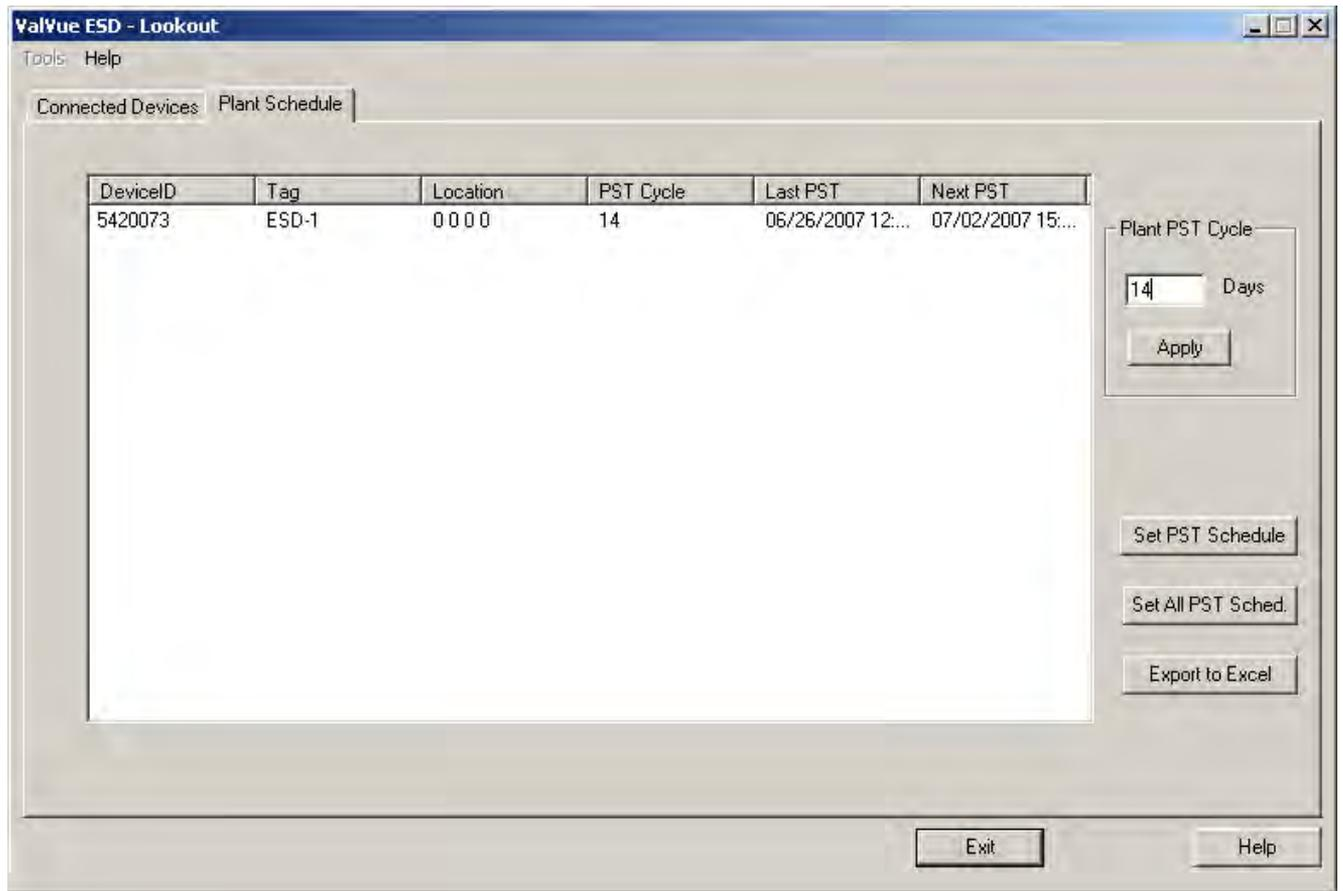 ValVue ESD - Lookout
Tools Help
Connected Devices Plant Schedule
DeviceID Tag Location PST Cycle Last PST Next PST
5420073 ESD-1 0 0 0 0 14 06/26/2007 12:... 07/02/2007 15:...
Plant PST Cycle
14 Days
Apply
Set PST Schedule
Set All PST Sched.
Export to Excel
Exit Help